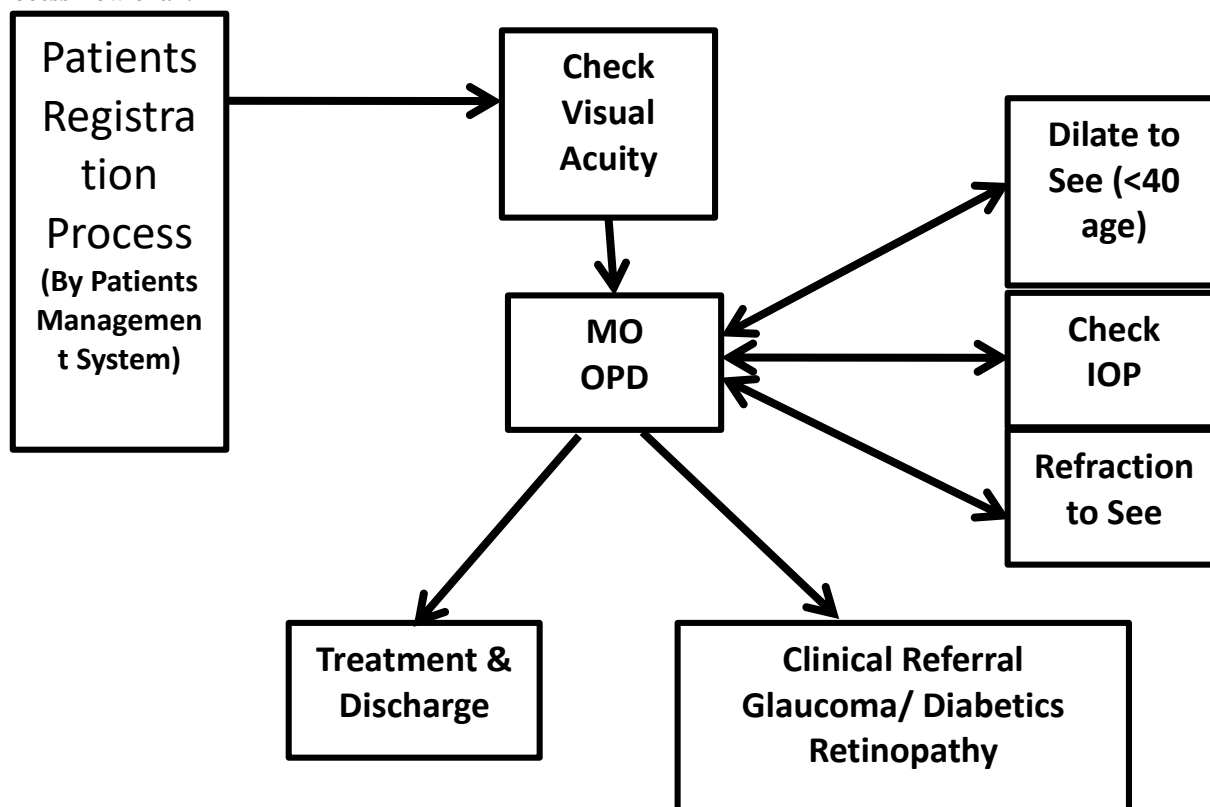 Patients
Registra
tion
Process
(By Patients
Managemen
t System)
Check
Visual
Acuity
Dilate to
See (<40
age)
MO
OPD
Check
IOP
Refraction
to See
Treatment &
Discharge
Clinical Referral
Glaucoma/ Diabetics
Retinopathy